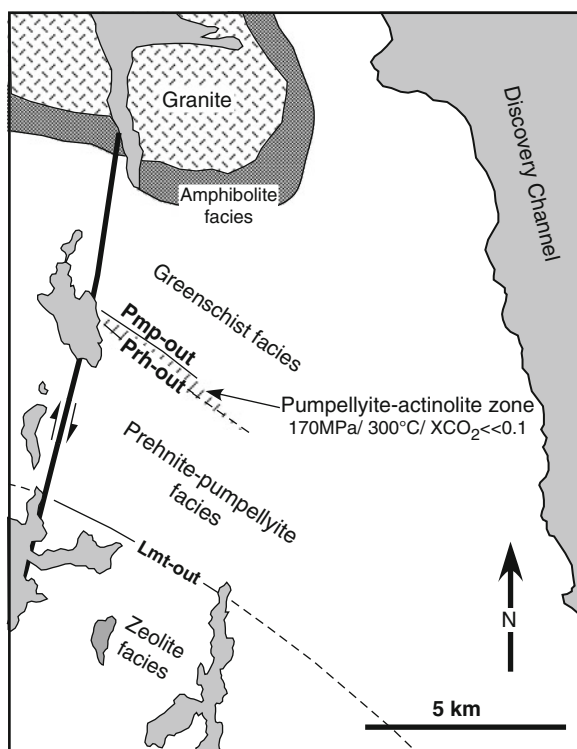 Granite
Discovery Channel
Amphibolite
facies
Greenschist facies
Pmp-out
Prh-out
Pumpellyite-actinolite zone
170MPa/ 300°C/ XCO₂<<0.1
Prehnite-pumpellyite
facies
Lmt-out
Zeolite
facies
N
5 km